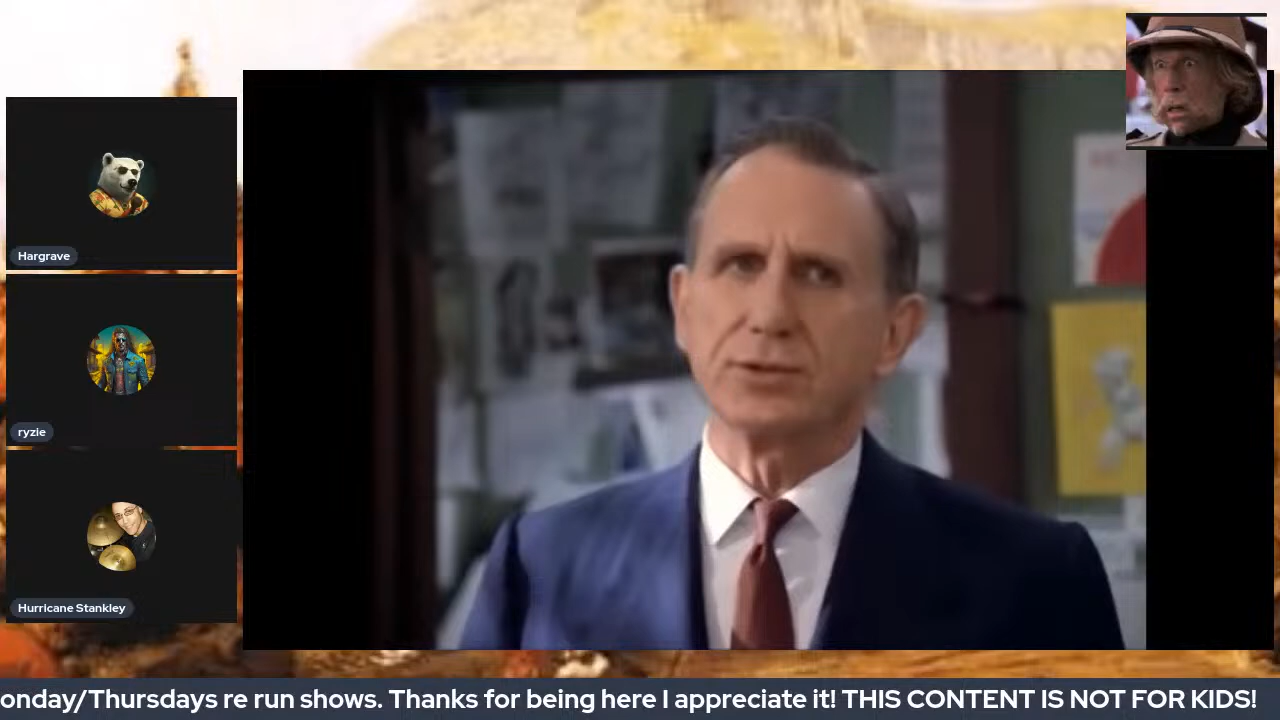 Hargrave
ryzie
Hurricane Stankley
onday/Thursdays re run shows. Thanks for being here I appreciate it! THIS CONTENT IS NOT FOR KIDS!